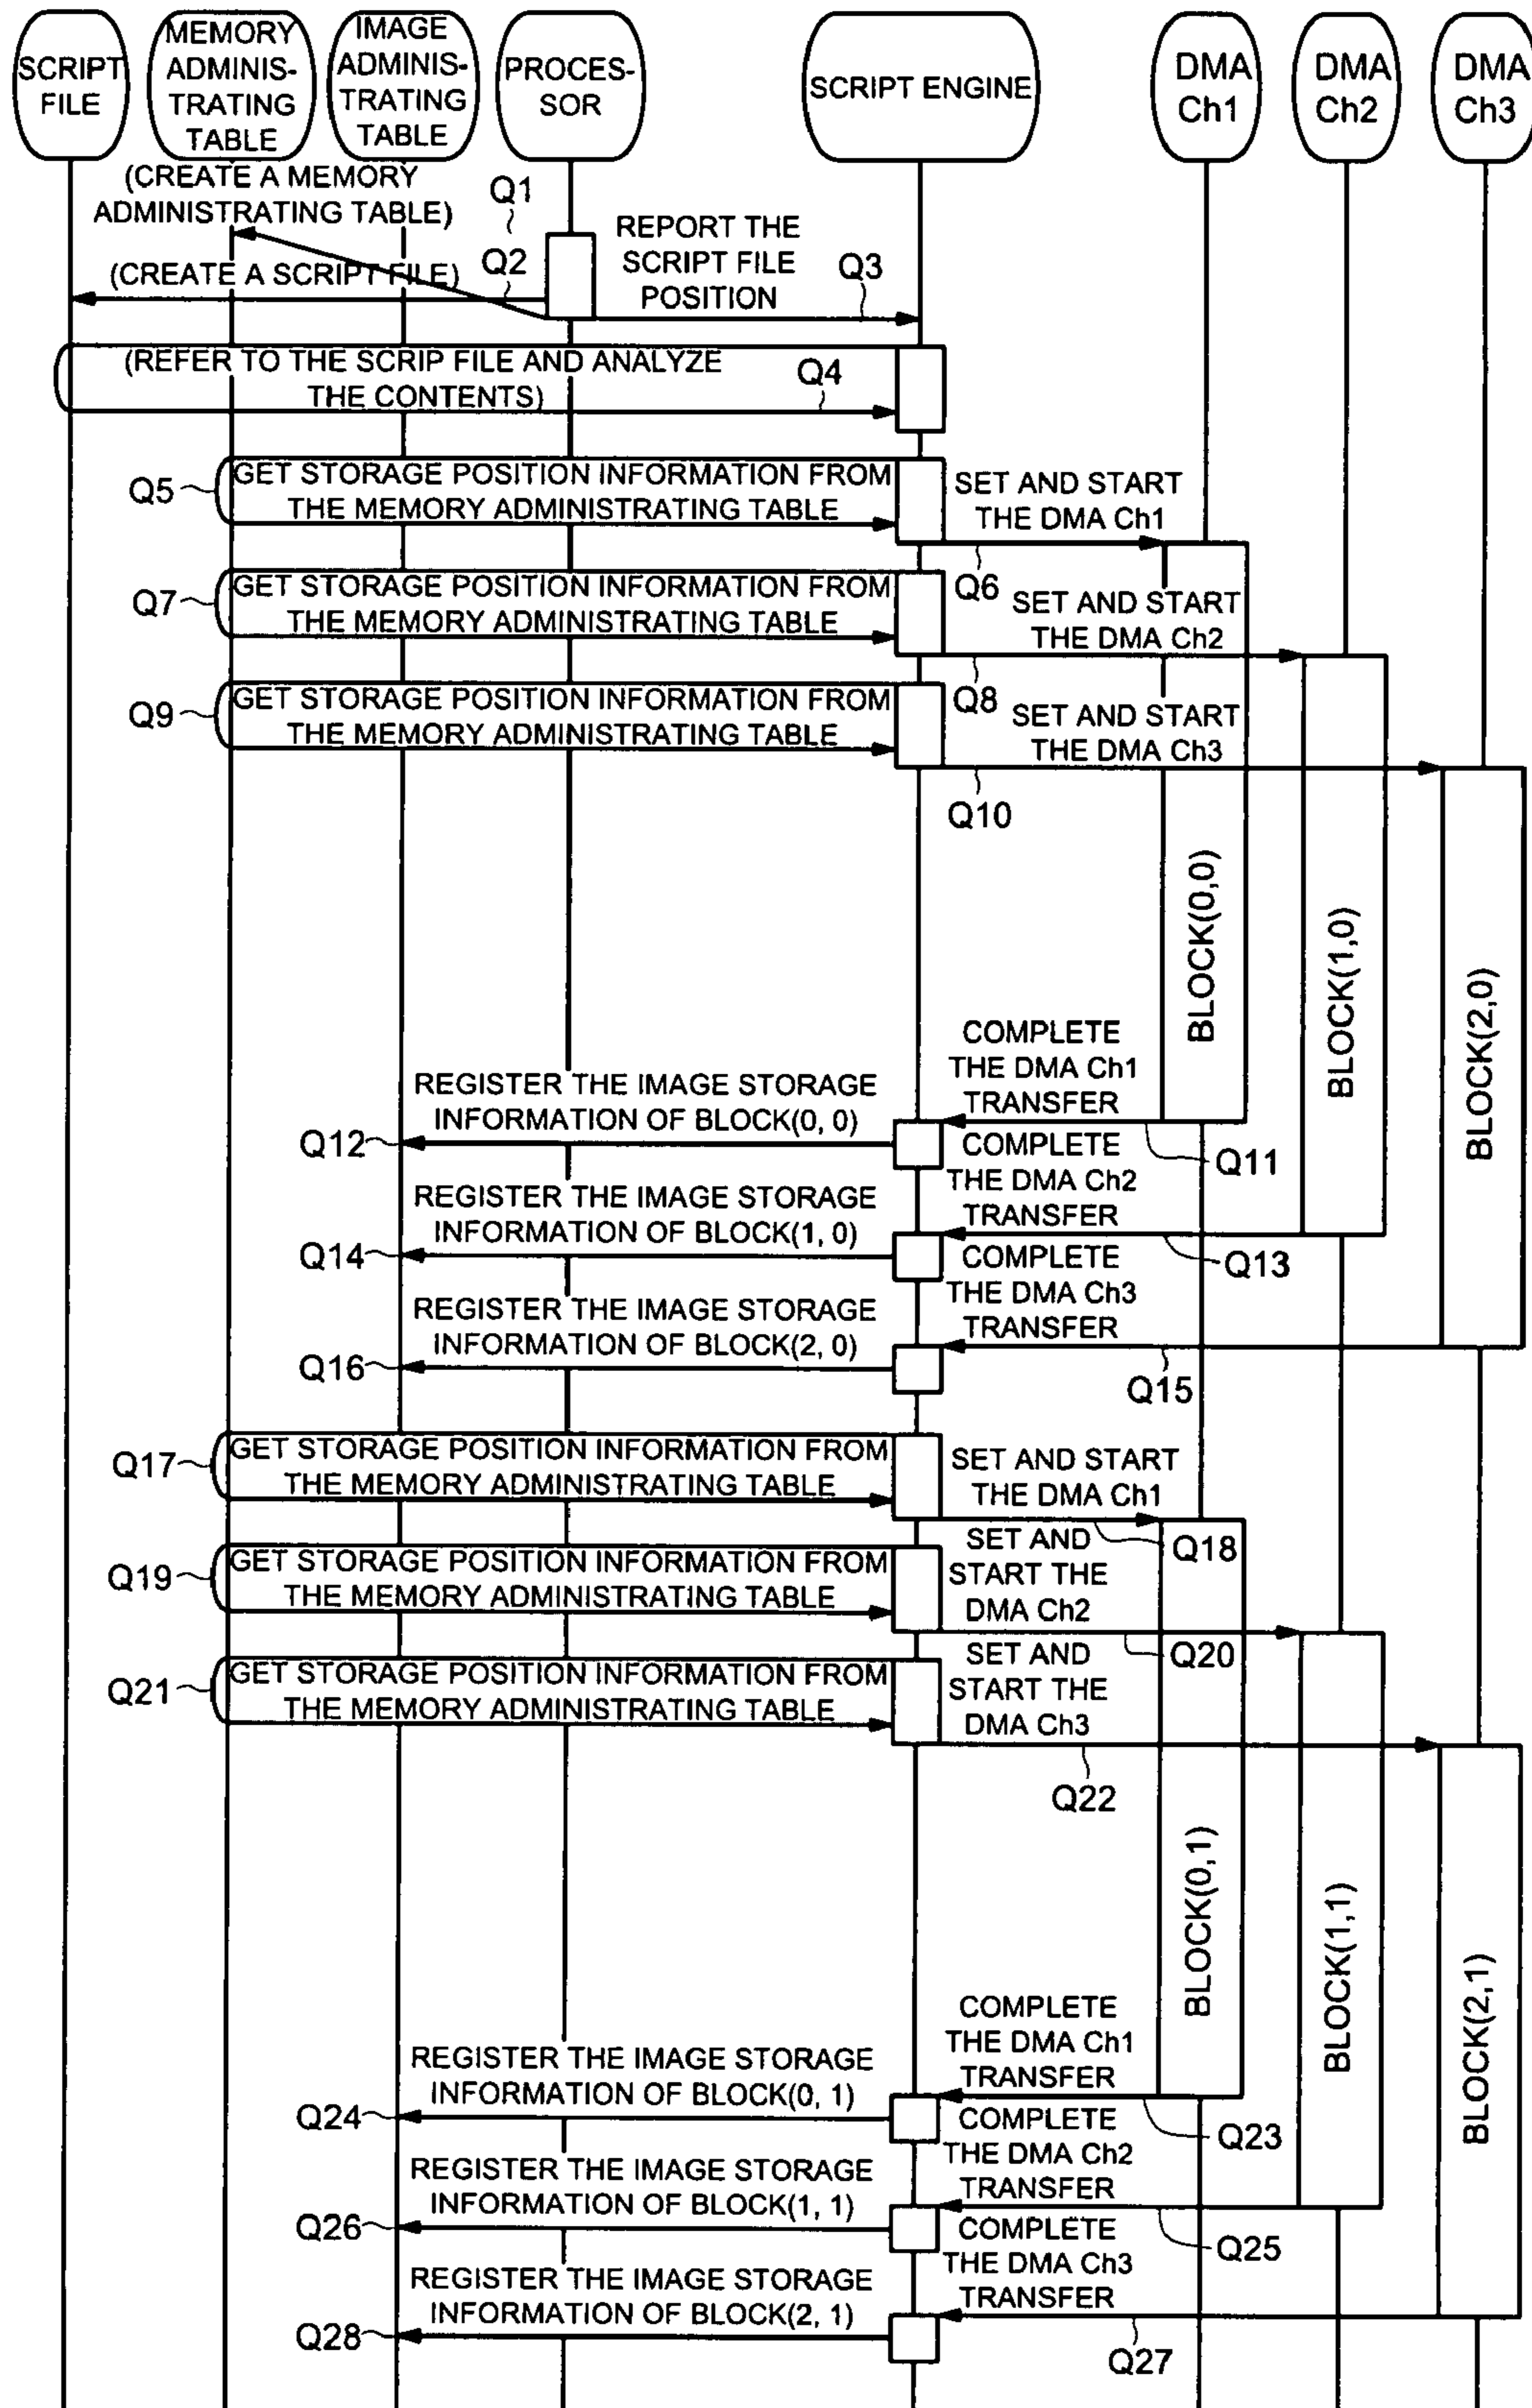 SCRIPT
FILE
MEMORY
ADMINIS-
TRATING
TABLE
IMAGE
ADMINIS-
TRATING
TABLE
PROCES-
SOR
SCRIPT ENGINE
DMA
Ch1
DMA
Ch2
DMA
Ch3
(CREATE A MEMORY
ADMINISTRATING TABLE)
Q1
(CREATE A SCRIPT FILE)
Q2
REPORT THE
SCRIPT FILE
POSITION
Q3
(REFER TO THE SCRIP FILE AND ANALYZE
THE CONTENTS)
Q4
Q5
GET STORAGE POSITION INFORMATION FROM
THE MEMORY ADMINISTRATING TABLE
SET AND START
THE DMA Ch1
Q6
Q7
GET STORAGE POSITION INFORMATION FROM
THE MEMORY ADMINISTRATING TABLE
SET AND START
THE DMA Ch2
Q8
Q9
GET STORAGE POSITION INFORMATION FROM
THE MEMORY ADMINISTRATING TABLE
SET AND START
THE DMA Ch3
Q10
BLOCK(0,0)
BLOCK(1,0)
BLOCK(2,0)
COMPLETE
THE DMA Ch1
TRANSFER
Q11
REGISTER THE IMAGE STORAGE
INFORMATION OF BLOCK(0, 0)
Q12
COMPLETE
THE DMA Ch2
TRANSFER
Q13
REGISTER THE IMAGE STORAGE
INFORMATION OF BLOCK(1, 0)
Q14
COMPLETE
THE DMA Ch3
TRANSFER
Q15
REGISTER THE IMAGE STORAGE
INFORMATION OF BLOCK(2, 0)
Q16
Q17
GET STORAGE POSITION INFORMATION FROM
THE MEMORY ADMINISTRATING TABLE
SET AND START
THE DMA Ch1
Q18
Q19
GET STORAGE POSITION INFORMATION FROM
THE MEMORY ADMINISTRATING TABLE
SET AND
START THE
DMA Ch2
Q20
Q21
GET STORAGE POSITION INFORMATION FROM
THE MEMORY ADMINISTRATING TABLE
SET AND
START THE
DMA Ch3
Q22
BLOCK(0,1)
BLOCK(1,1)
BLOCK(2,1)
COMPLETE
THE DMA Ch1
TRANSFER
Q23
REGISTER THE IMAGE STORAGE
INFORMATION OF BLOCK(0, 1)
Q24
COMPLETE
THE DMA Ch2
TRANSFER
Q25
REGISTER THE IMAGE STORAGE
INFORMATION OF BLOCK(1, 1)
Q26
COMPLETE
THE DMA Ch3
TRANSFER
Q27
REGISTER THE IMAGE STORAGE
INFORMATION OF BLOCK(2, 1)
Q28